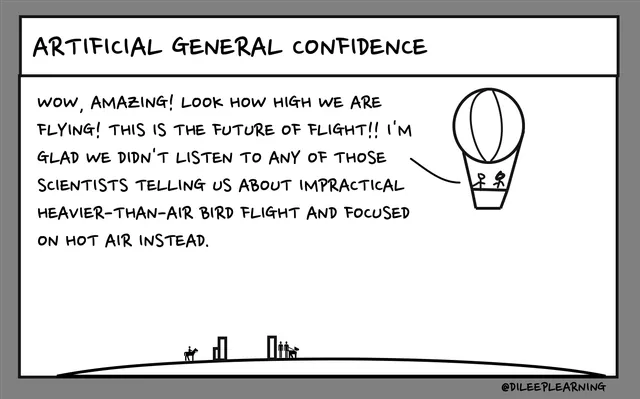 ARTIFICIAL GENERAL CONFIDENCE
WOW, AMAZING! LOOK HOW HIGH WE ARE
FLYING! THIS IS THE FUTURE OF FLIGHT!! I'M
GLAD WE DIDN'T LISTEN TO ANY OF THOSE
SCIENTISTS TELLING US ABOUT IMPRACTICAL
HEAVIER-THAN-AIR BIRD FLIGHT AND FOCUSED
ON HOT AIR INSTEAD.
@DILEEPLEARNING